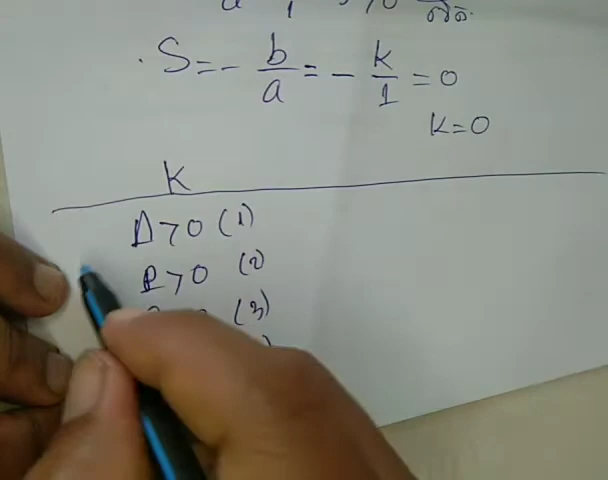 . S = - b/a = - k/1 = 0
k = 0
k
Δ > 0 (1)
P > 0 (2)
(3)